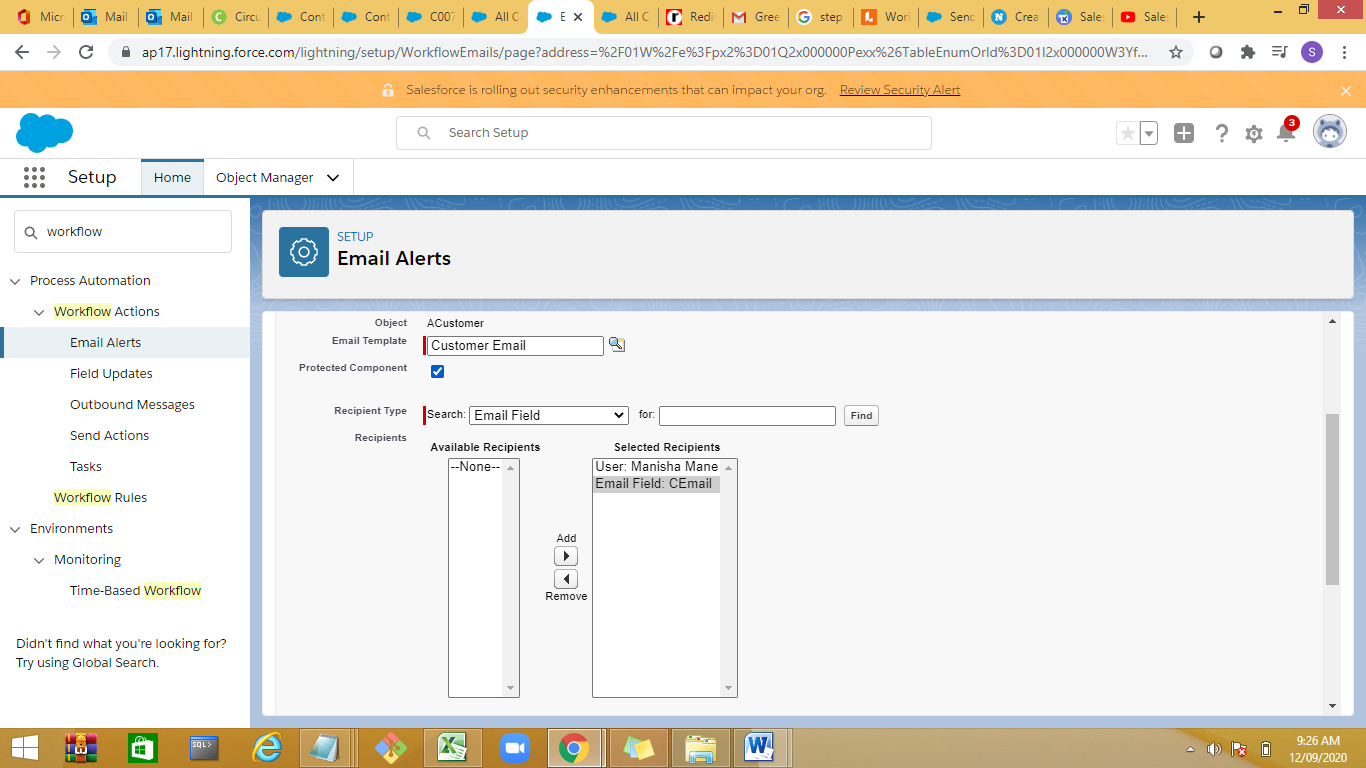 Micr
Mail
Mail
Circu
Cont
Cont
C007
All C
E
All C
Redi
Gree
step
Worl
Senc
Crea
Sale
Sale
ap17.lightning.force.com/lightning/setup/WorkflowEmails/page?address=%2F01W%2Fe%3Fpx2%3D01Q2x000000Pexx%26TableEnumOrId%3D01I2x000000W3Yf...
S
Salesforce is rolling out security enhancements that can impact your org. Review Security Alert
Search Setup
3
Setup
Home
Object Manager
workflow
Process Automation
Workflow Actions
Email Alerts
Field Updates
Outbound Messages
Send Actions
Tasks
Workflow Rules
Environments
Monitoring
Time-Based Workflow
Didn't find what you're looking for?
Try using Global Search.
SETUP
Email Alerts
Object ACustomer
Email Template Customer Email
Protected Component
Recipient Type Search: Email Field for: Find
Recipients
Available Recipients Selected Recipients
--None--
User: Manisha Mane
Email Field: CEmail
Add
Remove
SQL>
9:26 AM
12/09/2020